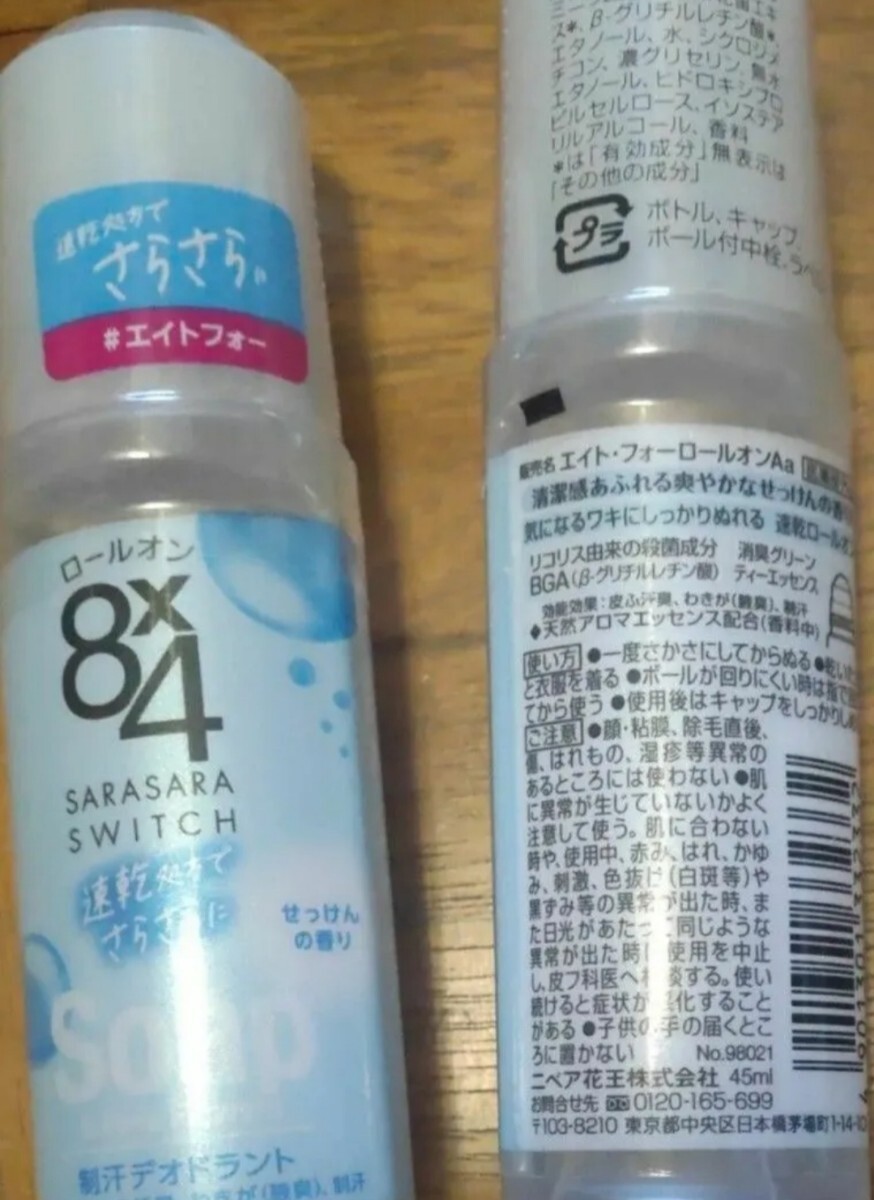 速乾処方で
さらさら
#エイトフォー
ロールオン
8x4
SARASARA
SWITCH
速乾処方で
さらさらに
せっけん
の香り
Soap
制汗デオドラント
わきが(腋臭)、制汗
ス*、β-グリチルレチン酸*、
エタノール、水、シクロメ
チコン、濃グリセリン、無水
エタノール、ヒドロキシプロ
ピルセルロース、イソステア
リルアルコール、香料
*は「有効成分」無表示は
「その他の成分」
プラ
ボトル、キャップ、
ボール付中栓、ラベ
販売名 エイト・フォーロールオンAa
清潔感あふれる爽やかなせっけんの香
気になるワキにしっかりぬれる 速乾ロールオン
リコリス由来の殺菌成分 消臭グリーン
BGA(β-グリチルレチン酸) ティーエッセンス
効能効果:皮ふ汗臭、わきが(腋臭)、制汗
◆天然アロマエッセンス配合(香料中)
使い方 ●一度さかさにしてからぬる ●乾いた
と衣服を着る ●ボールが回りにくい時は指で
てから使う ●使用後はキャップをしっかりしめ
ご注意 ●顔・粘膜、除毛直後、
傷、はれもの、湿疹等異常の
あるところには使わない ●肌
に異常が生じていないかよく
注意して使う。肌に合わない
時や、使用中、赤み、はれ、かゆ
み、刺激、色抜け(白斑等)や
黒ずみ等の異常が出た時、ま
た日光があたって同じような
異常が出た時は使用を中止
し、皮フ科医へ相談する。使い
続けると症状が悪化すること
がある ●子供の手の届くとこ
ろに置かない No.98021
ニベア花王株式会社 45ml
お問合せ先 0120-165-699
〒103-8210 東京都中央区日本橋茅場町1-14-10